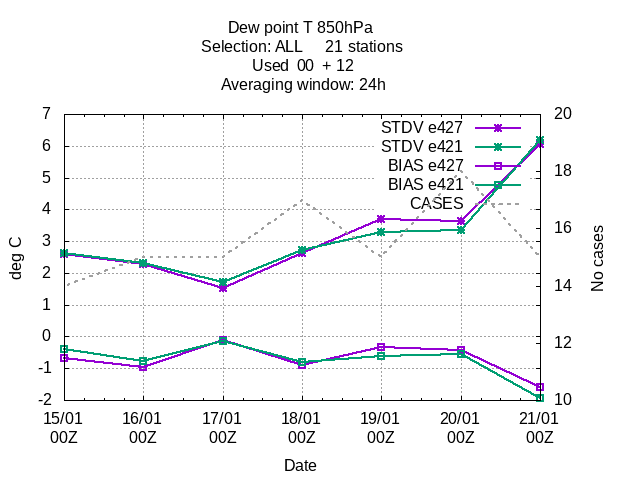 Dew point T 850hPa
Selection: ALL     21 stations
Used  00  + 12
Averaging window: 24h
7
6
5
4
3
2
1
0
-1
-2
deg C
20
18
16
14
12
10
No cases
STDV e427
STDV e421
BIAS e427
BIAS e421
CASES
15/01 16/01 17/01 18/01 19/01 20/01 21/01
00Z 00Z 00Z 00Z 00Z 00Z 00Z
Date